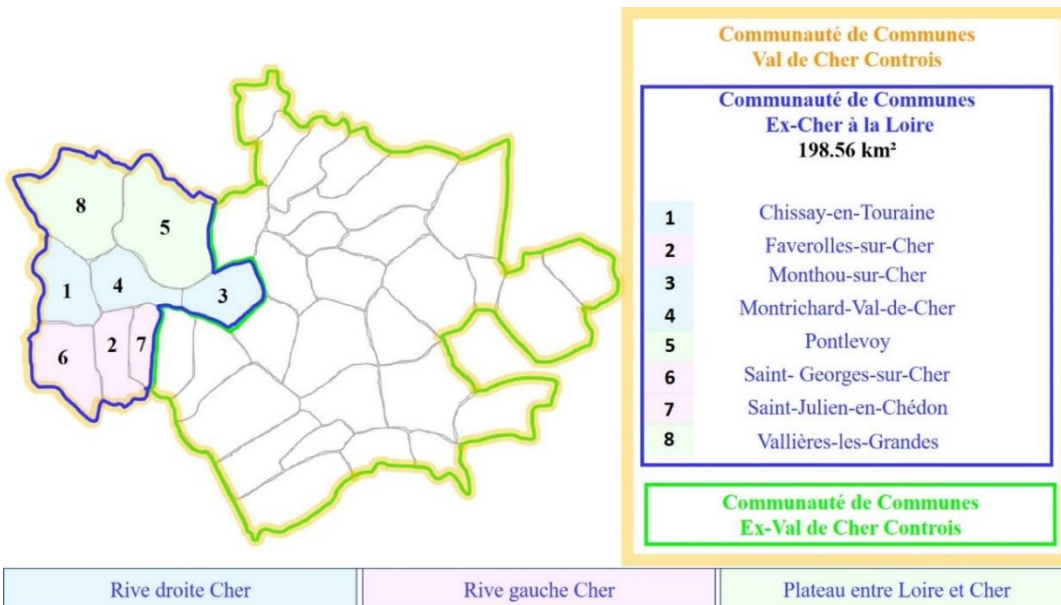 Communauté de Communes
Val de Cher Controis
Communauté de Communes
Ex-Cher à la Loire
198.56 km²
1 Chissay-en-Touraine
2 Faverolles-sur-Cher
3 Monthou-sur-Cher
4 Montrichard-Val-de-Cher
5 Pontlevoy
6 Saint- Georges-sur-Cher
7 Saint-Julien-en-Chédon
8 Vallières-les-Grandes
Communauté de Communes
Ex-Val de Cher Controis
8
5
1
4
3
6
2
7
Rive droite Cher
Rive gauche Cher
Plateau entre Loire et Cher